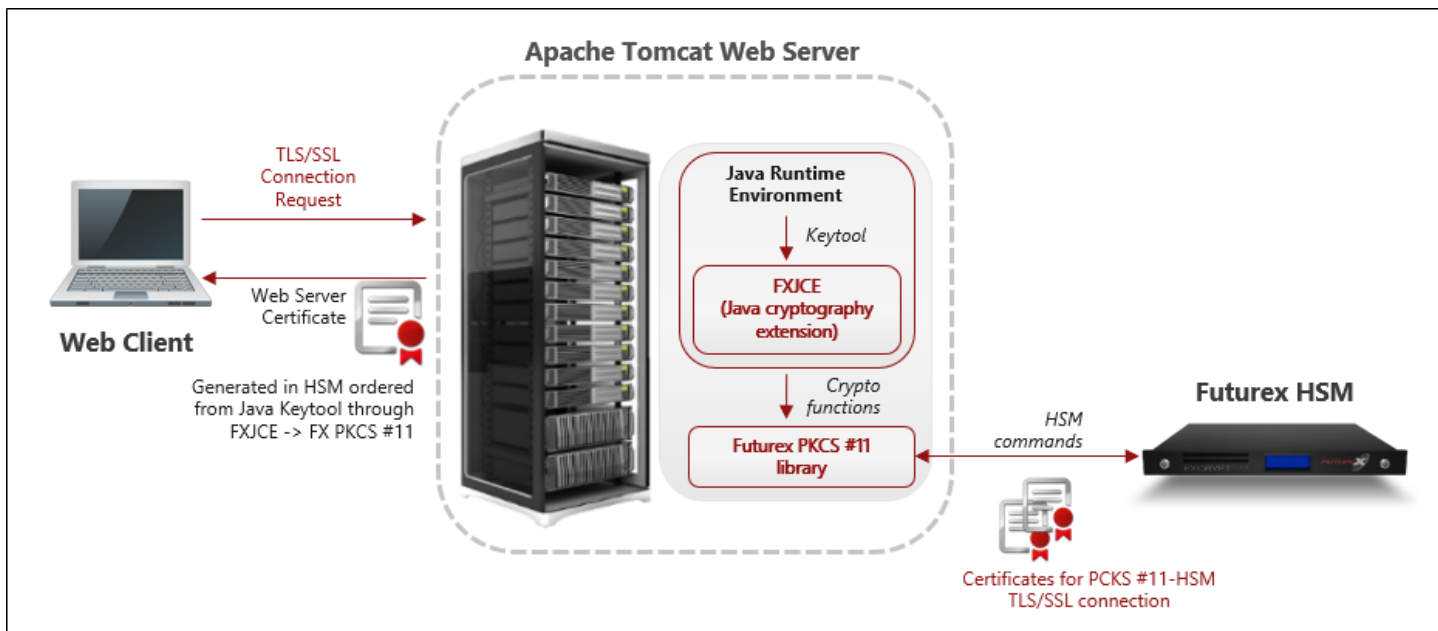 Apache Tomcat Web Server
TLS/SSL
Connection
Request
Web Server
Certificate
Web Client
Generated in HSM ordered
from Java Keytool through
FXJCE -> FX PKCS #11
Java Runtime
Environment
Keytool
FXJCE
(Java cryptography
extension)
Crypto
functions
Futurex PKCS #11
library
HSM
commands
Futurex HSM
FUTUREX
Certificates for PCKS #11-HSM
TLS/SSL connection